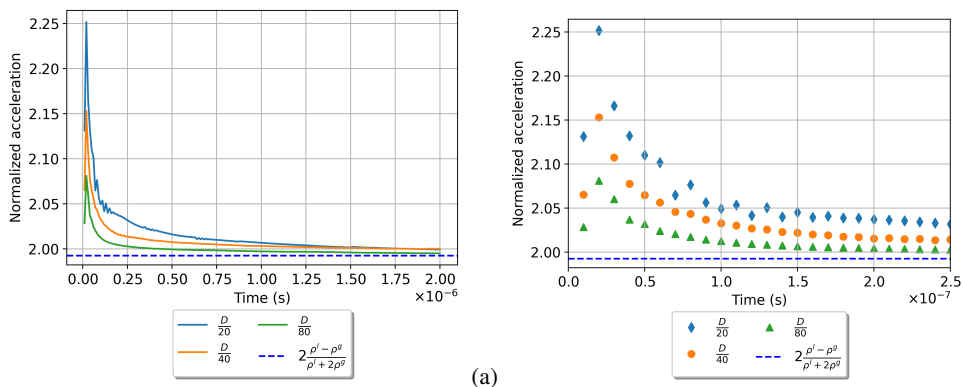 2.25
2.20
2.15
2.10
2.05
2.00
Normalized acceleration
0.0 0.25 0.5 0.75 1.00 1.25 1.50 1.75 2.0
Time (s)
×10⁻⁶
D/20
D/40
D/80
2 (ρˡ − ρᵍ)/(ρˡ + 2ρᵍ)
2.25
2.20
2.15
2.10
2.05
2.00
Normalized acceleration
0.0 0.5 1.0 1.5 2.0 2.5
Time (s)
×10⁻⁷
D/20
D/40
D/80
2 (ρˡ − ρᵍ)/(ρˡ + 2ρᵍ)
(a)